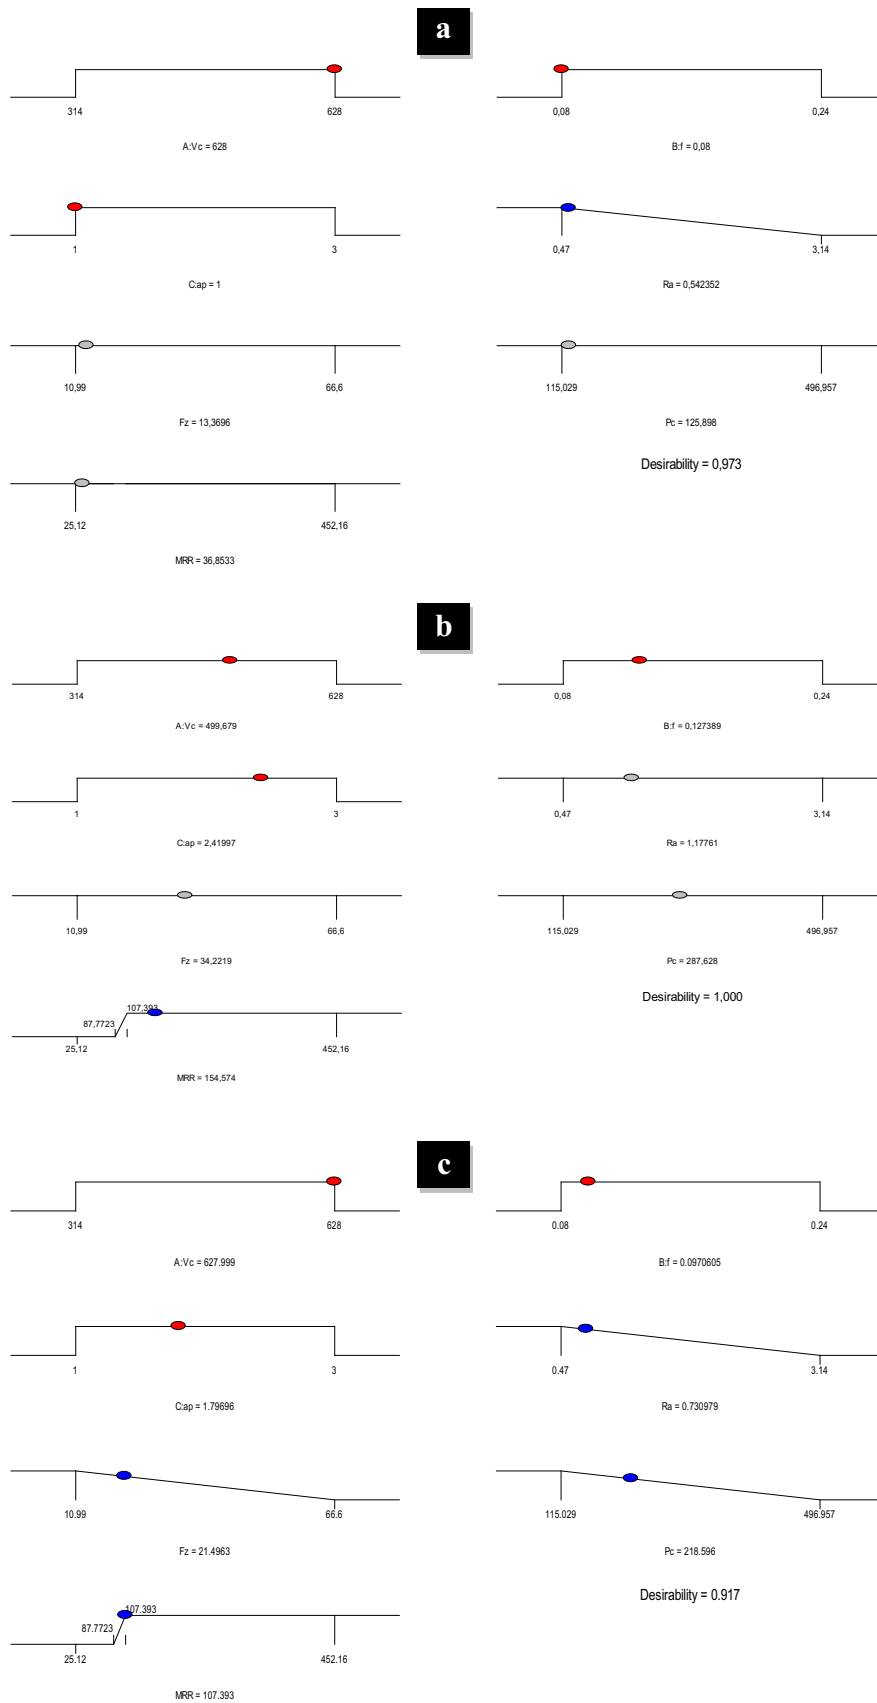 a
314 628
0,08 0,24
A:Vc = 628
B:f = 0,08
1 3
0,47 3,14
C:ap = 1
Ra = 0,542352
10,99 66,6
115,029 496,957
Fz = 13,3696
Pc = 125,898
Desirability = 0,973
25,12 452,16
MRR = 36,8533
b
314 628
0,08 0,24
A:Vc = 499,679
B:f = 0,127389
1 3
0,47 3,14
C:ap = 2,41997
Ra = 1,17761
10,99 66,6
115,029 496,957
Fz = 34,2219
Pc = 287,628
Desirability = 1,000
107,393
87,7723
25,12 452,16
MRR = 154,574
c
314 628
0.08 0.24
A:Vc = 627.999
B:f = 0.0970605
1 3
0.47 3.14
C:ap = 1.79696
Ra = 0.730979
10.99 66.6
115.029 496.957
Fz = 21.4963
Pc = 218.596
Desirability = 0.917
107.393
87.7723
25.12 452.16
MRR = 107.393